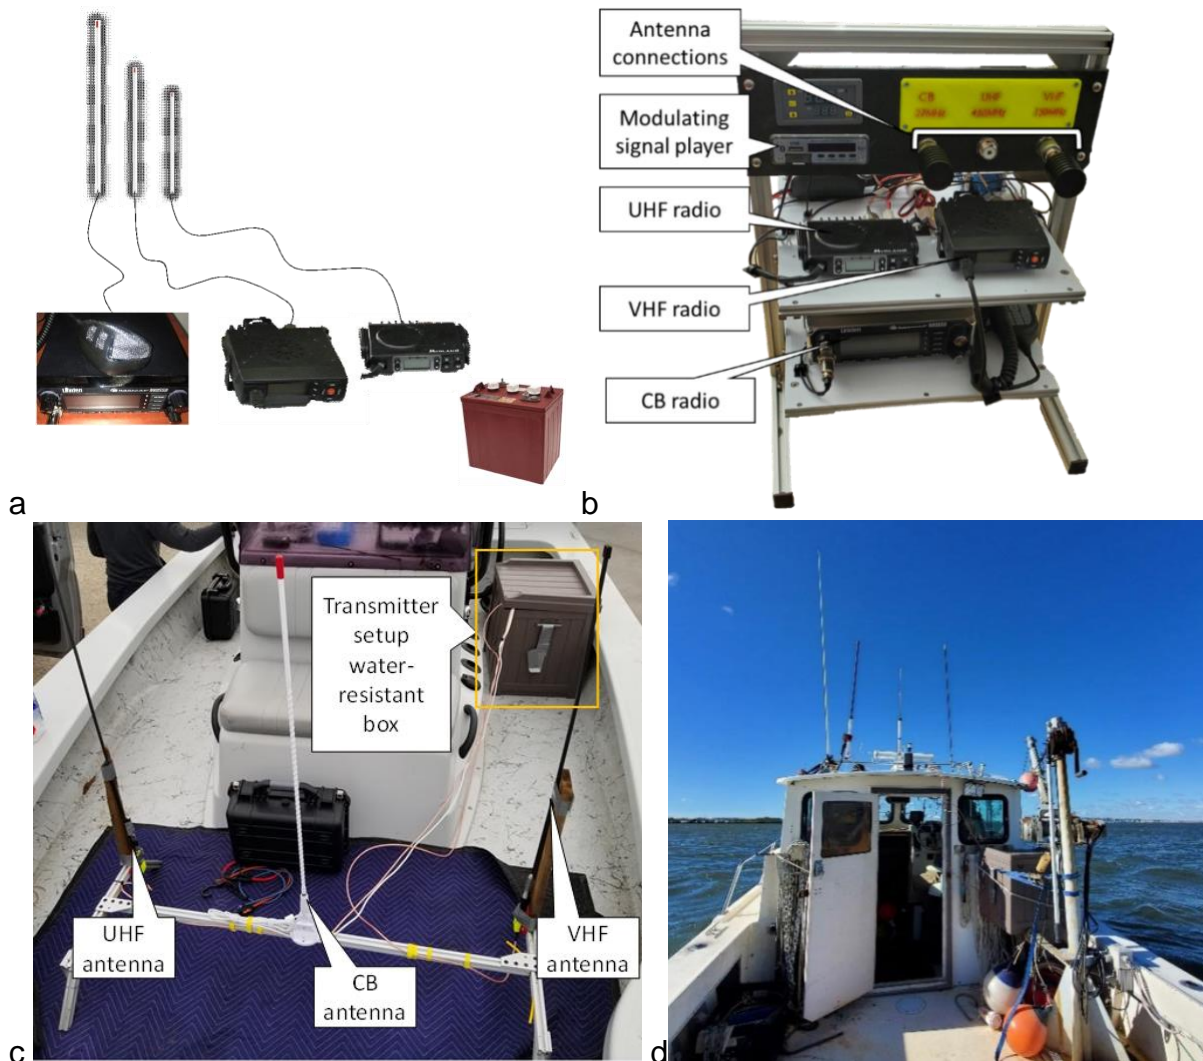 Antenna
connections
Modulating
signal player
UHF radio
VHF radio
CB radio
CB UHF VHF
a
b
Uniden
Transmitter
setup
water-
resistant
box
UHF
antenna
CB
antenna
VHF
antenna
c
d